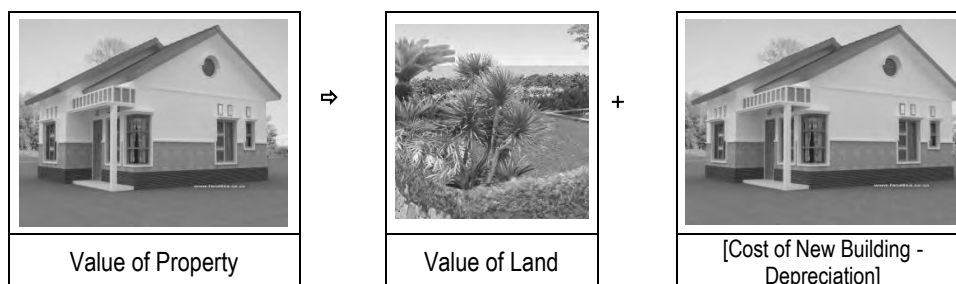 ⇨
+
Value of Property
Value of Land
[Cost of New Building -
Depreciation]